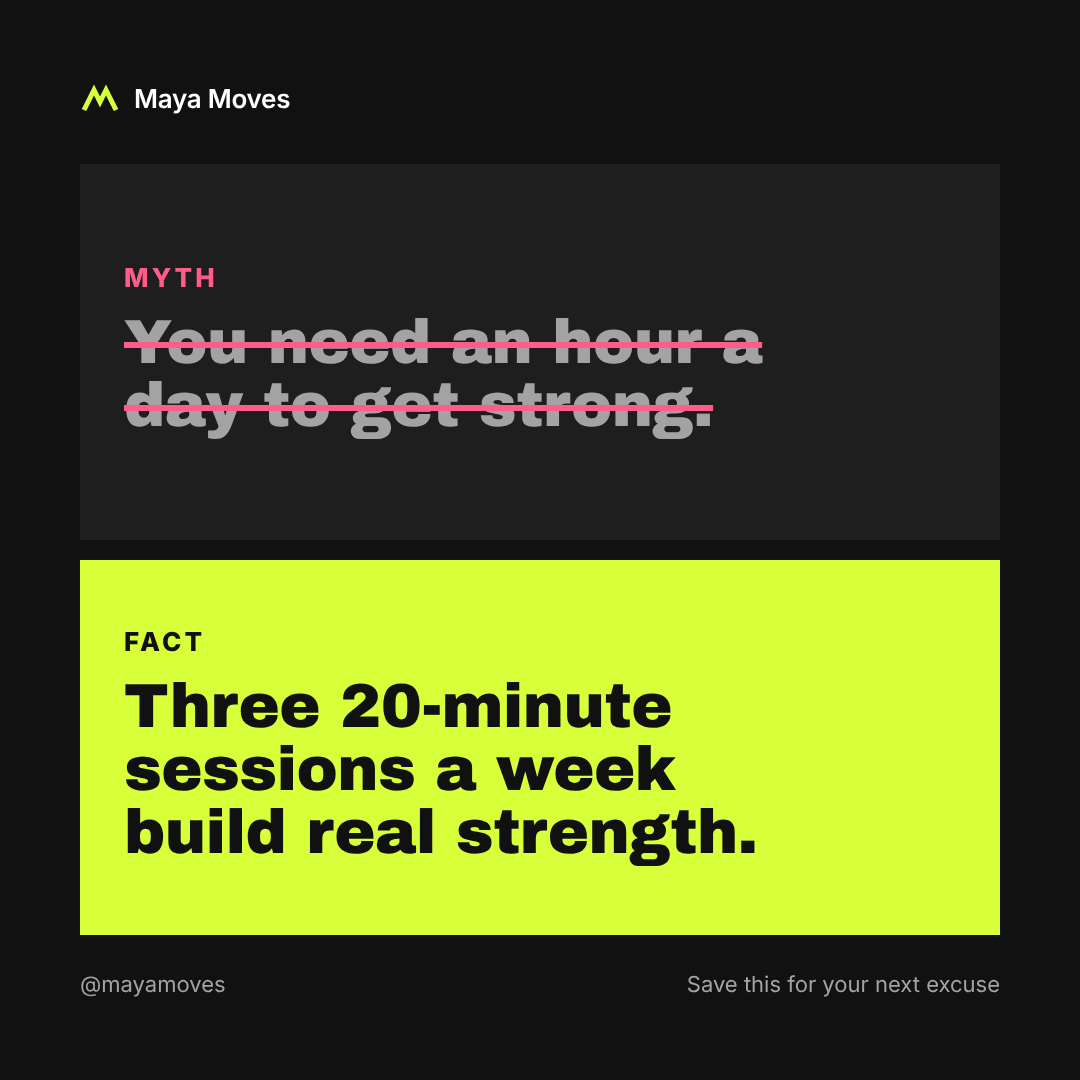 Maya Moves
MYTH
You need an hour a
day to get strong.
FACT
Three 20-minute
sessions a week
build real strength.
@mayamoves
Save this for your next excuse